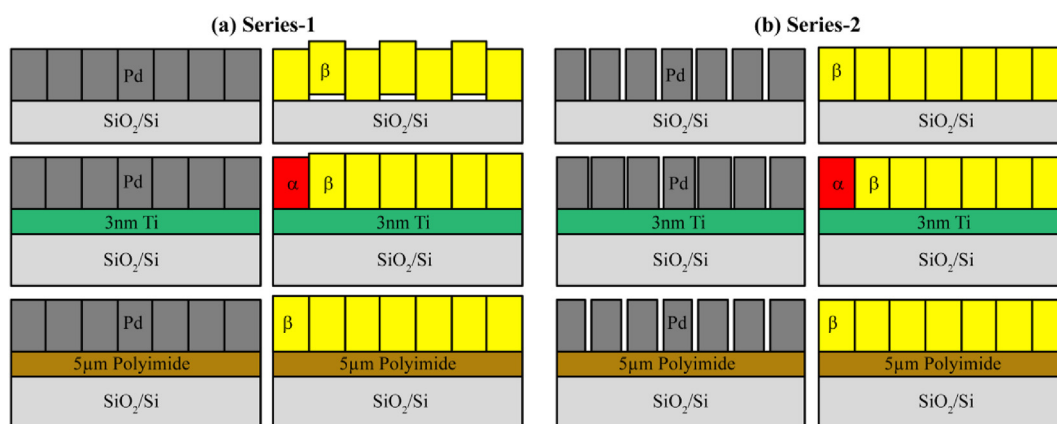 (a) Series-1
(b) Series-2
Pd
β
Pd
β
SiO₂/Si
SiO₂/Si
SiO₂/Si
SiO₂/Si
Pd
α β
Pd
α β
3nm Ti
3nm Ti
3nm Ti
3nm Ti
SiO₂/Si
SiO₂/Si
SiO₂/Si
SiO₂/Si
Pd
β
Pd
β
5µm Polyimide
5µm Polyimide
5µm Polyimide
5µm Polyimide
SiO₂/Si
SiO₂/Si
SiO₂/Si
SiO₂/Si